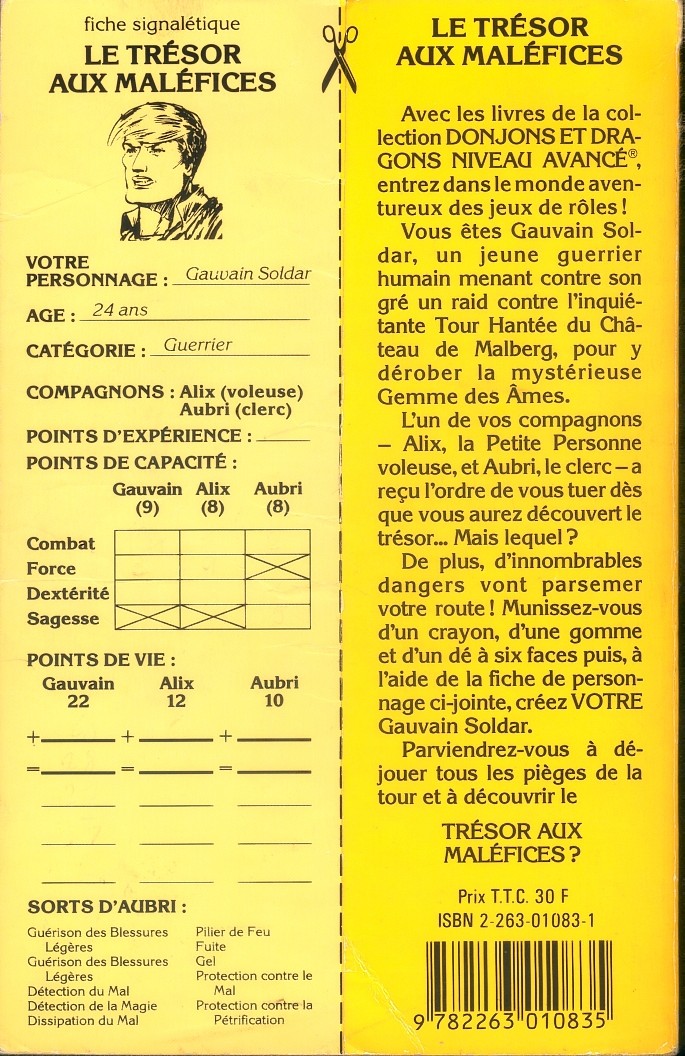 fiche signalétique
LE TRÉSOR
AUX MALÉFICES
VOTRE
PERSONNAGE : Gauvain Soldar
AGE : 24 ans
CATÉGORIE : Guerrier
COMPAGNONS : Alix (voleuse)
Aubri (clerc)
POINTS D'EXPÉRIENCE :
POINTS DE CAPACITÉ :
Gauvain Alix Aubri
(9) (8) (8)
Combat
Force
Dextérité
Sagesse
POINTS DE VIE :
Gauvain Alix Aubri
22 12 10
+ + +
= = =
SORTS D'AUBRI :
Guérison des Blessures
Légères
Guérison des Blessures
Légères
Détection du Mal
Détection de la Magie
Dissipation du Mal
Pilier de Feu
Fuite
Gel
Protection contre le
Mal
Protection contre la
Pétrification
LE TRÉSOR
AUX MALÉFICES
Avec les livres de la col-
lection DONJONS ET DRA-
GONS NIVEAU AVANCÉ®,
entrez dans le monde aven-
tureux des jeux de rôles !
Vous êtes Gauvain Sol-
dar, un jeune guerrier
humain menant contre son
gré un raid contre l'inquié-
tante Tour Hantée du Châ-
teau de Malberg, pour y
dérober la mystérieuse
Gemme des Âmes.
L'un de vos compagnons
– Alix, la Petite Personne
voleuse, et Aubri, le clerc – a
reçu l'ordre de vous tuer dès
que vous aurez découvert le
trésor... Mais lequel ?
De plus, d'innombrables
dangers vont parsemer
votre route ! Munissez-vous
d'un crayon, d'une gomme
et d'un dé à six faces puis, à
l'aide de la fiche de person-
nage ci-jointe, créez VOTRE
Gauvain Soldar.
Parviendrez-vous à dé-
jouer tous les pièges de la
tour et à découvrir le
TRÉSOR AUX
MALÉFICES ?
Prix T.T.C. 30 F
ISBN 2-263-01083-1
9 782263 010835